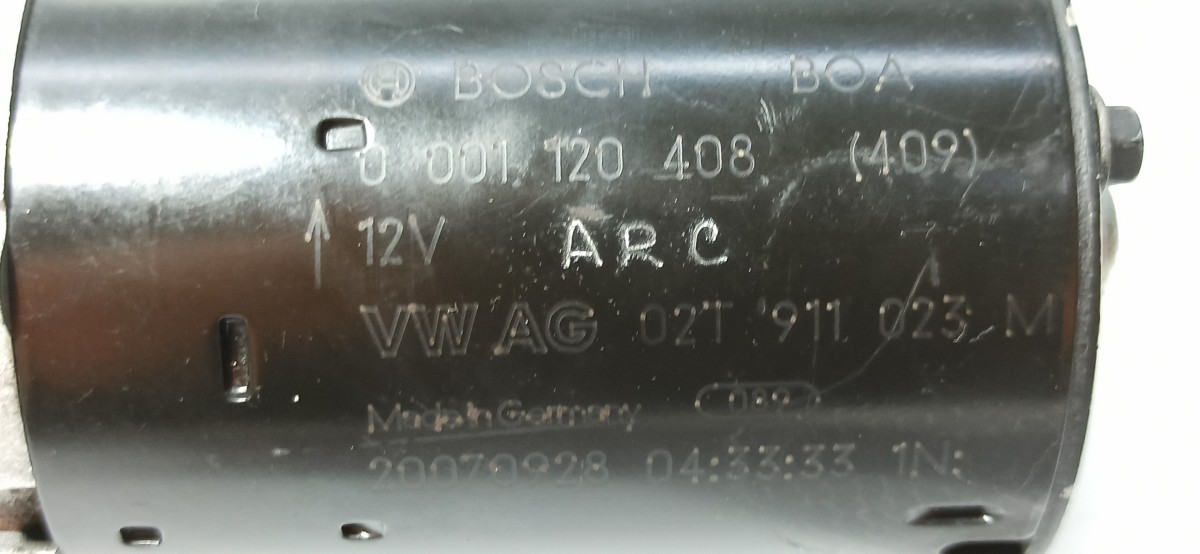 BOSCH BOA
0 001 120 408 (409)
12V ARC
VW AG 02T 911 023 M
Made in Germany 082
20070928 04:33:33 1N: